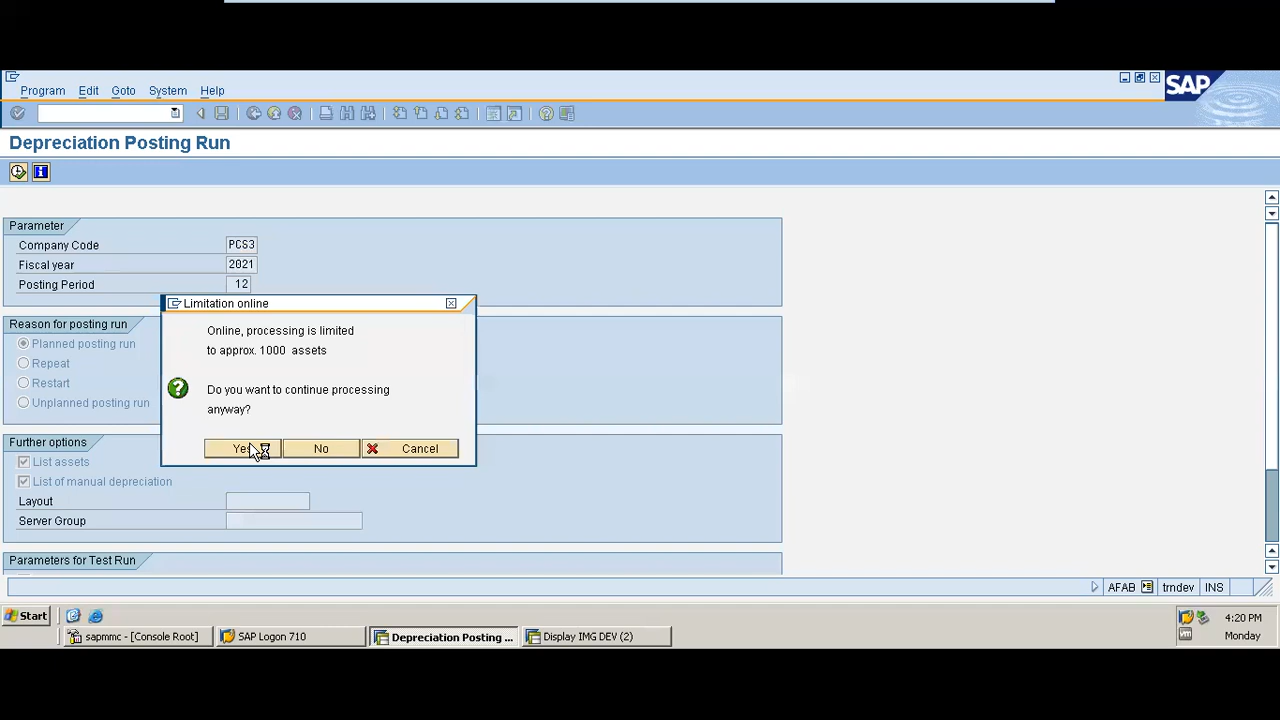 Program Edit Goto System Help
SAP
Depreciation Posting Run
Parameter
Company Code PCS3
Fiscal year 2021
Posting Period 12
Reason for posting run
Planned posting run
Repeat
Restart
Unplanned posting run
Limitation online
Online, processing is limited
to approx. 1000 assets
Do you want to continue processing
anyway?
Yes No Cancel
Further options
List assets
List of manual depreciation
Layout
Server Group
Parameters for Test Run
AFAB trndev INS
Start
sapmmc - [Console Root] SAP Logon 710 Depreciation Posting ... Display IMG DEV (2)
4:20 PM
Monday